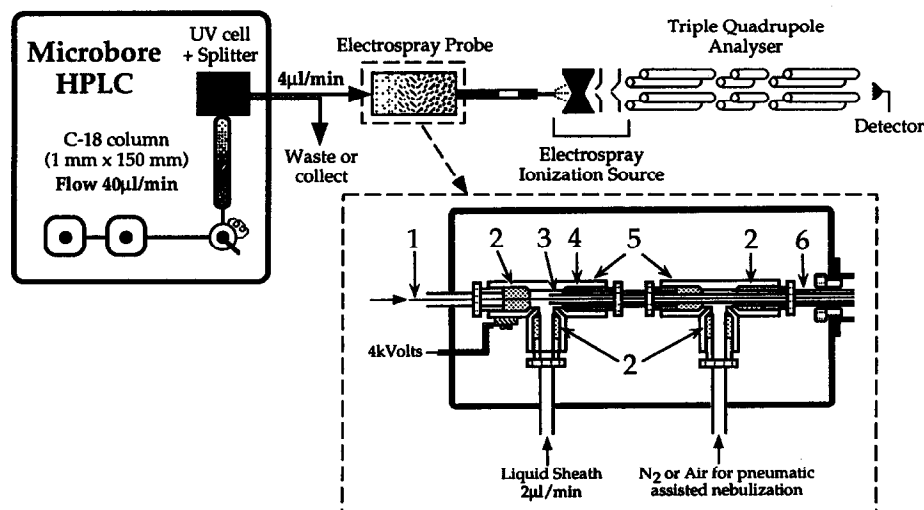 Microbore
HPLC
UV cell
+ Splitter
C-18 column
(1 mm x 150 mm)
Flow 40µl/min
4µl/min
Waste or
collect
Electrospray Probe
Electrospray
Ionization Source
Triple Quadrupole
Analyser
Detector
1 2 3 4 5 2 6
2
4kVolts
Liquid Sheath
2µl/min
N2 or Air for pneumatic
assisted nebulization